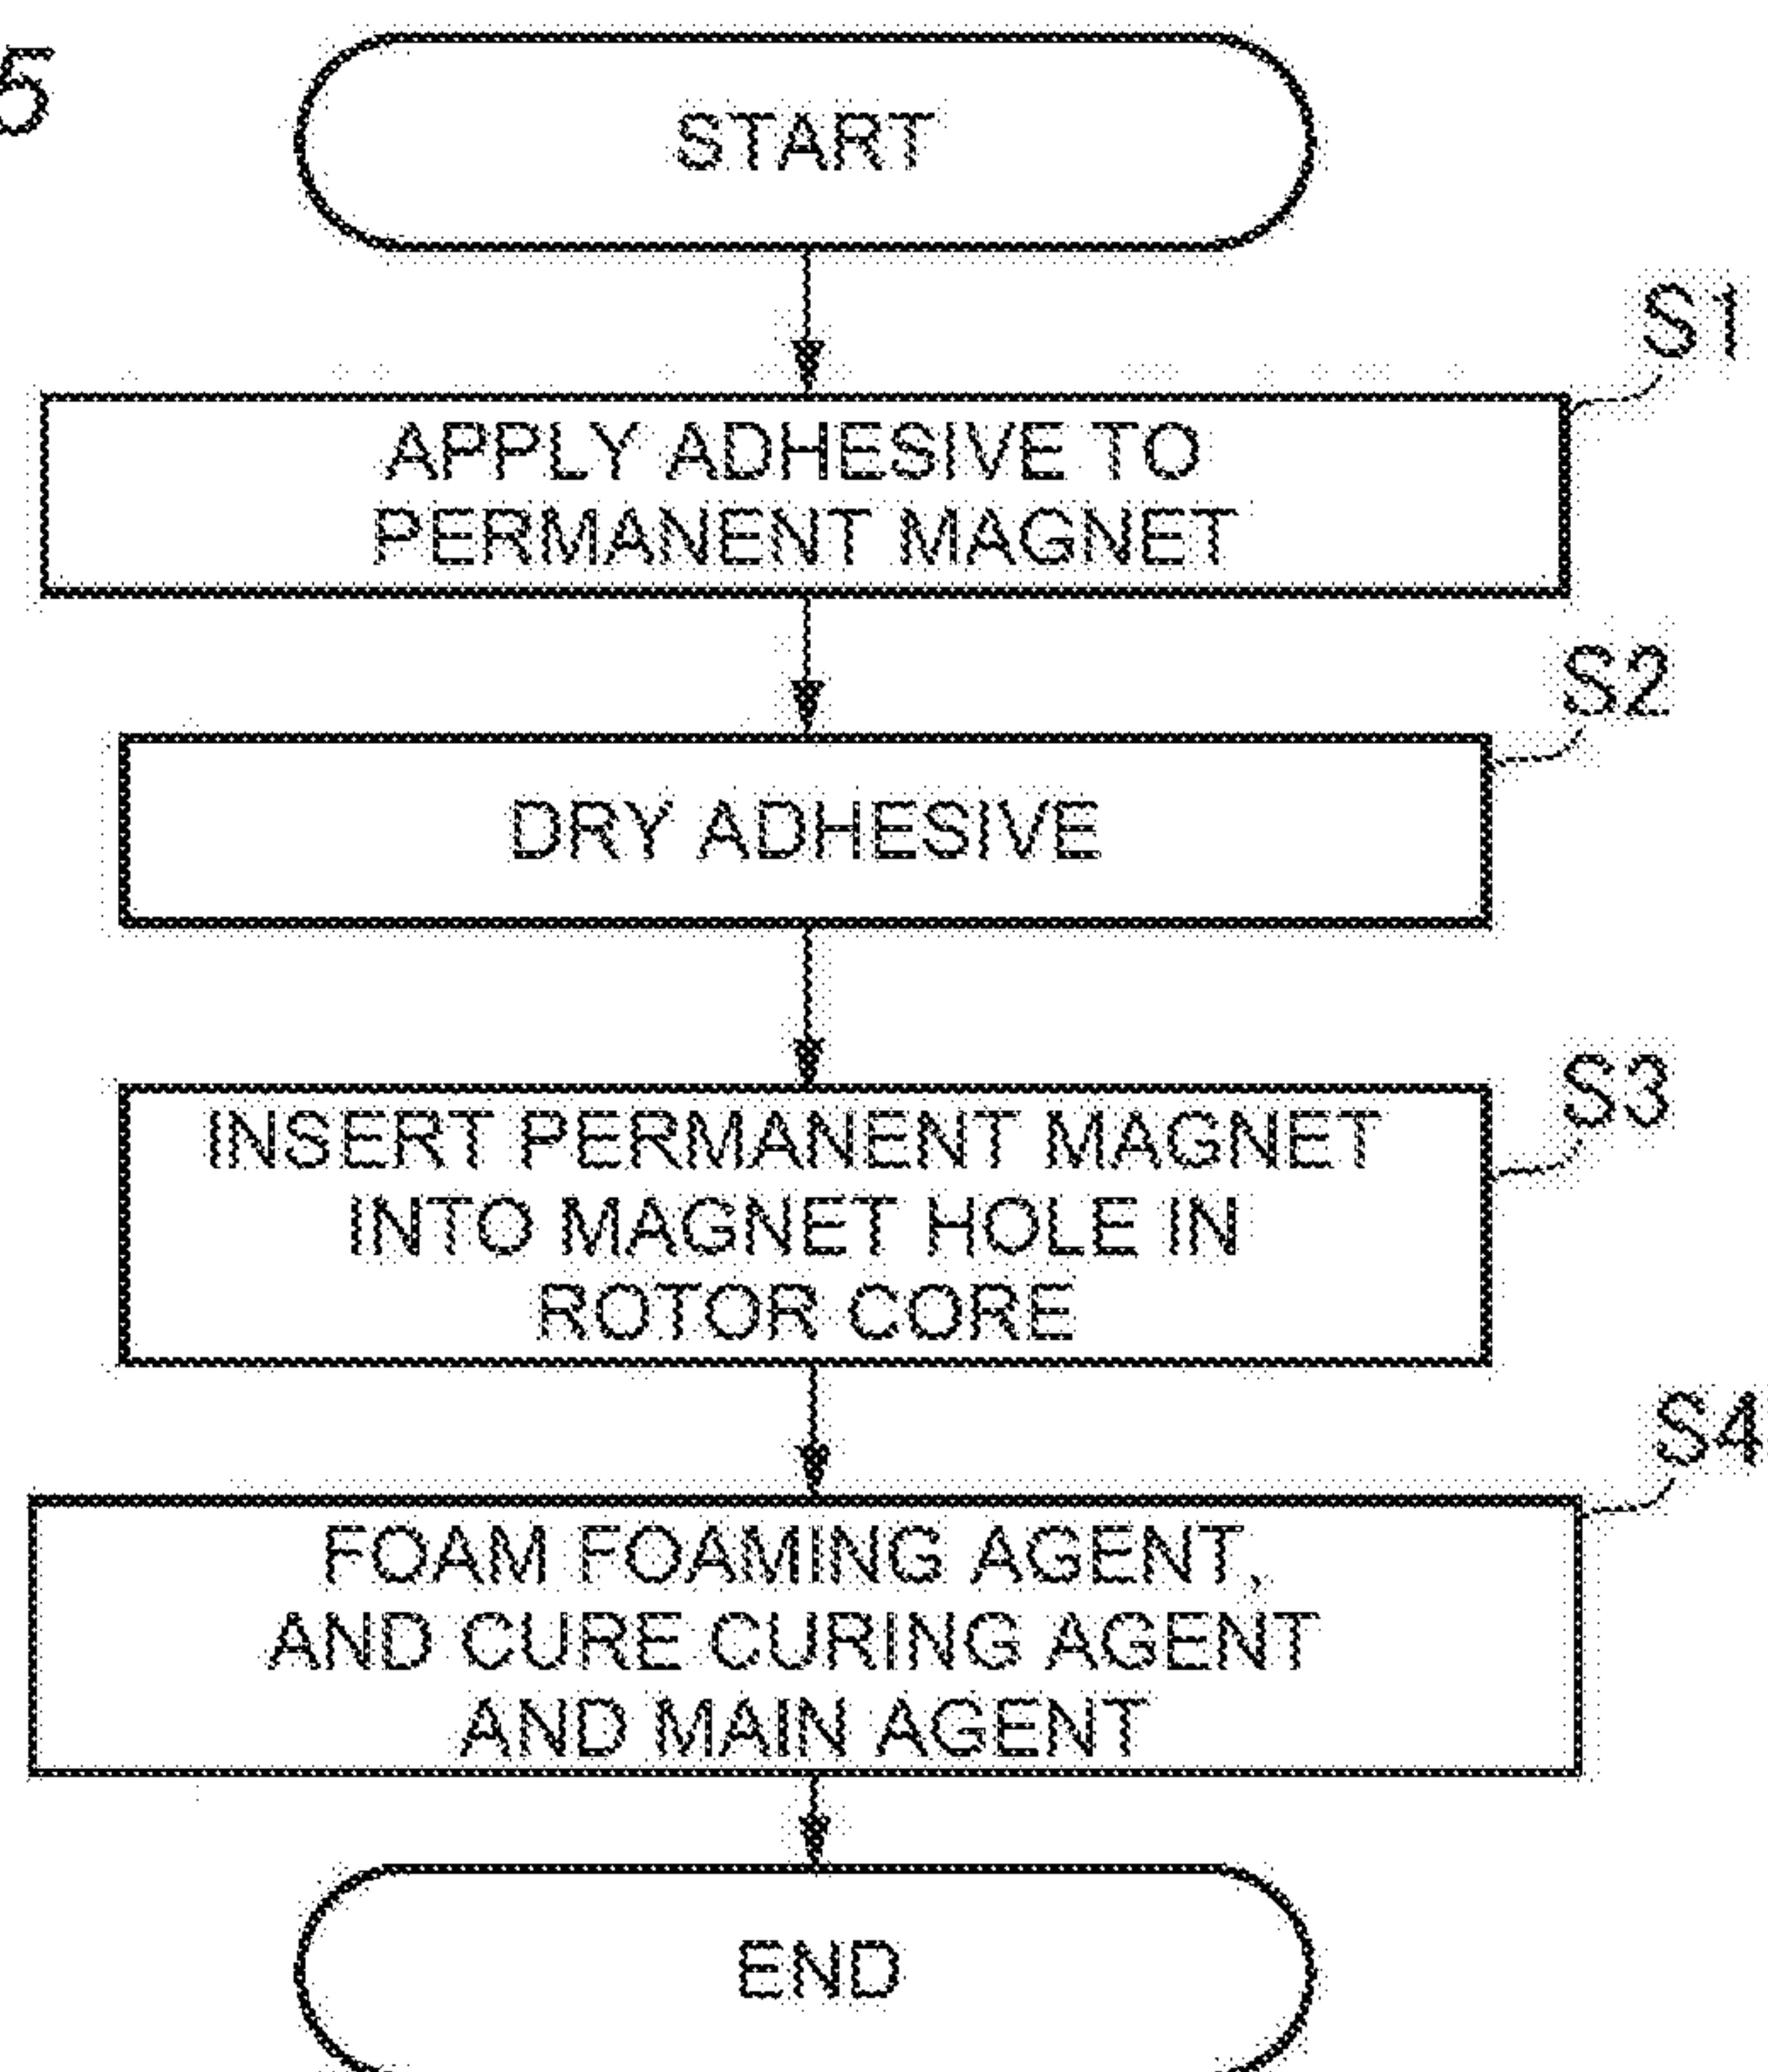 5
START
S1
APPLY ADHESIVE TO
PERMANENT MAGNET
S2
DRY ADHESIVE
S3
INSERT PERMANENT MAGNET
INTO MAGNET HOLE IN
ROTOR CORE
S4
FOAM FOAMING AGENT,
AND CURE CURING AGENT
AND MAIN AGENT
END